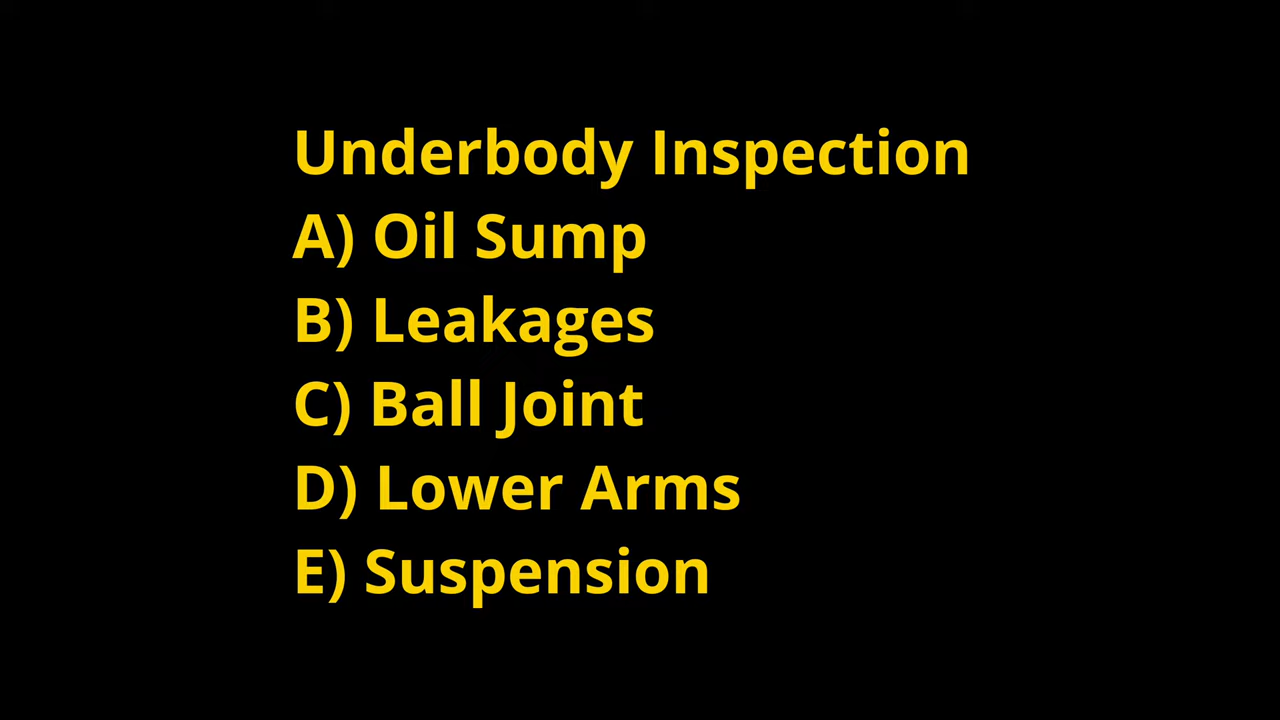 Underbody Inspection
A) Oil Sump
B) Leakages
C) Ball Joint
D) Lower Arms
E) Suspension